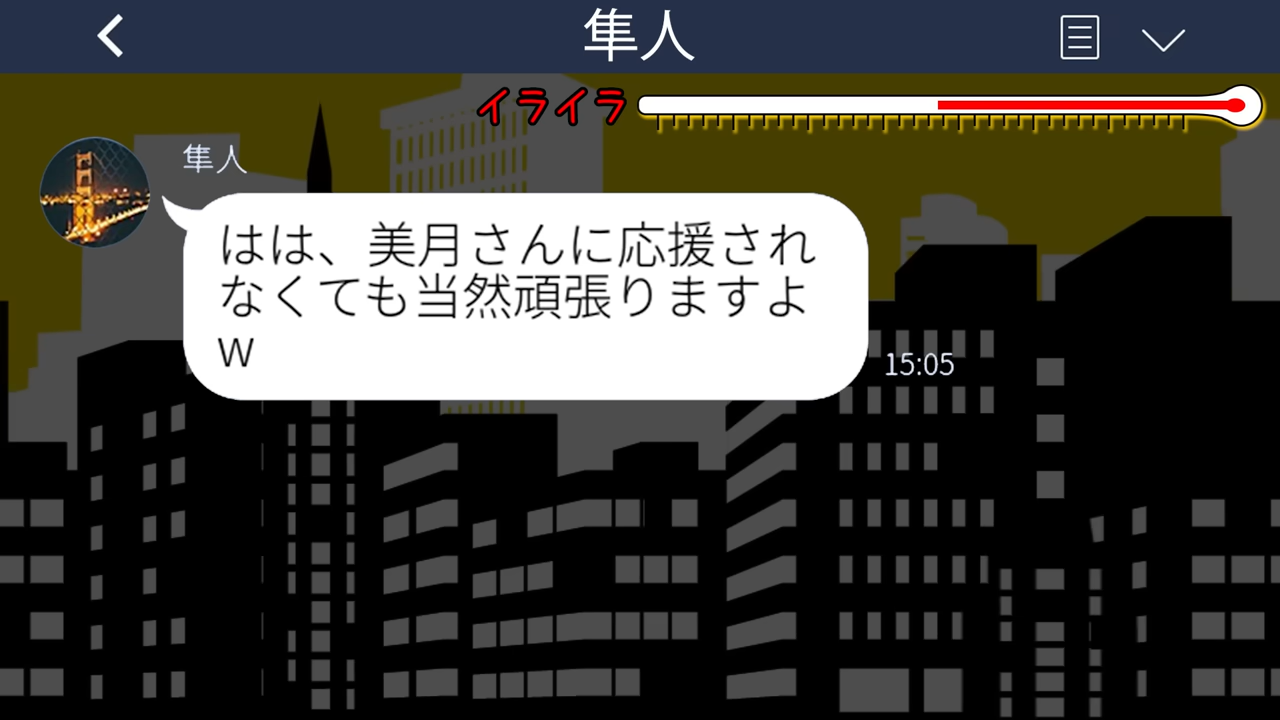 隼人
イライラ
隼人
はは、美月さんに応援され
なくても当然頑張りますよ
w
15:05